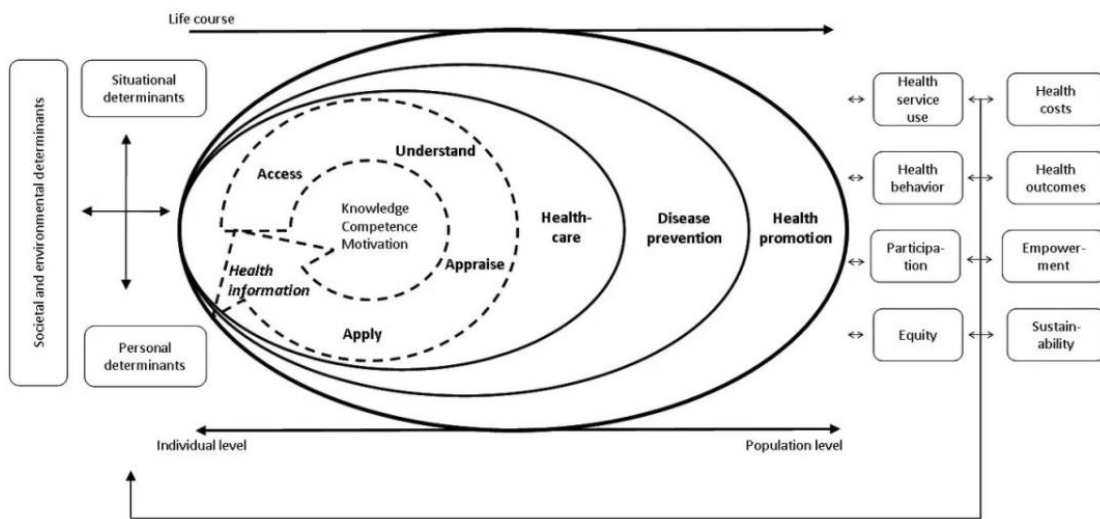 Life course
Societal and environmental determinants
Situational
determinants
Personal
determinants
Access
Understand
Knowledge
Competence
Motivation
Appraise
Health
information
Apply
Health-
care
Disease
prevention
Health
promotion
Individual level
Population level
Health
service
use
Health
costs
Health
behavior
Health
outcomes
Participa-
tion
Empower-
ment
Equity
Sustain-
ability